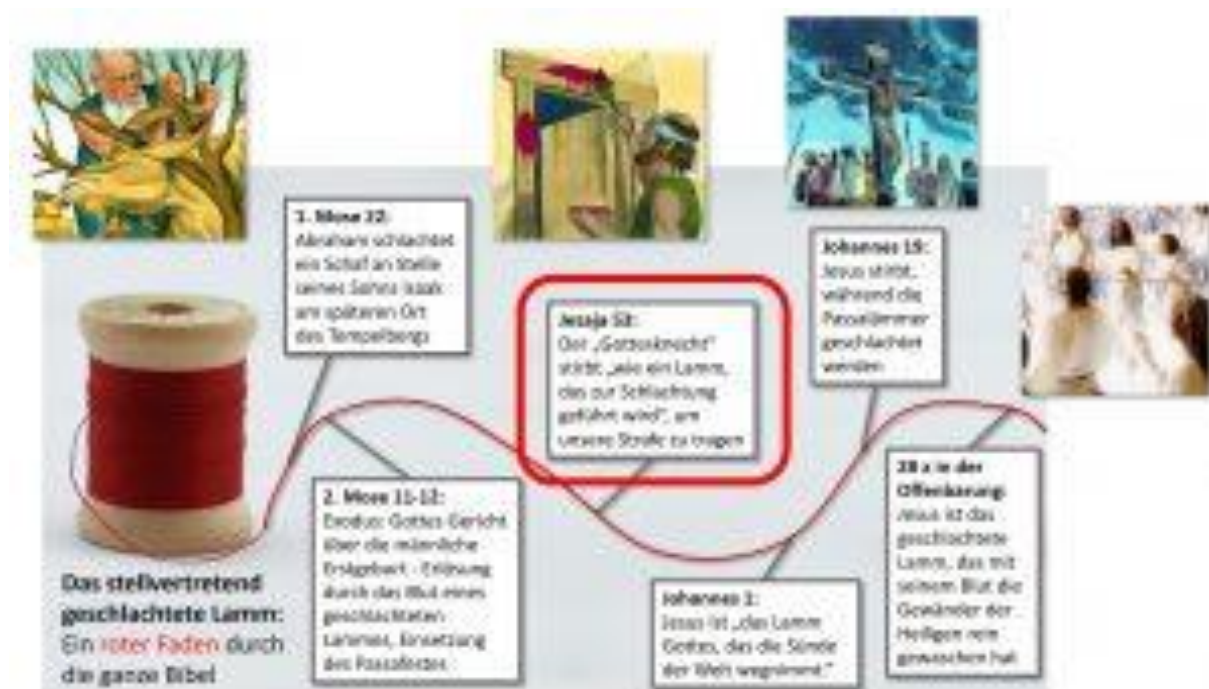 1. Mose 22:
Abraham schlachtet
ein Schaf an Stelle
seines Sohns Isaak
am späteren Ort
des Tempelbergs
2. Mose 11-12:
Exodus: Gottes Gericht
über die männliche
Erstgeburt - Erlösung
durch das Blut eines
geschlachteten
Lammes, Einsetzung
des Passafestes
Jesaja 53:
Der „Gottesknecht"
stirbt „wie ein Lamm,
das zur Schlachtung
geführt wird", um
unsere Strafe zu tragen
Johannes 1:
Jesus ist „das Lamm
Gottes, das die Sünde
der Welt wegnimmt."
Johannes 19:
Jesus stirbt,
während die
Passalämmer
geschlachtet
werden
28 x in der
Offenbarung:
Jesus ist das
geschlachtete
Lamm, das mit
seinem Blut die
Gewänder der
Heiligen rein
gewaschen hat
Das stellvertretend
geschlachtete Lamm:
Ein roter Faden durch
die ganze Bibel